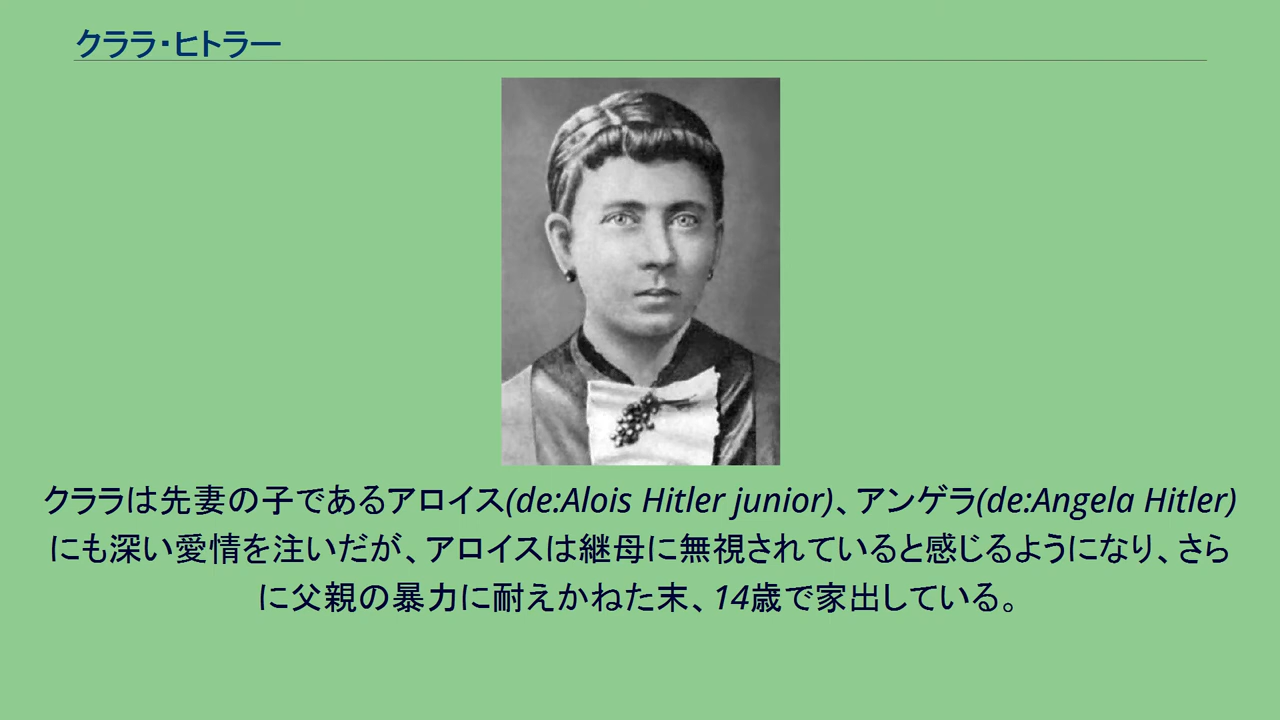 クララ・ヒトラー
クララは先妻の子であるアロイス(de:Alois Hitler junior)、アンゲラ(de:Angela Hitler)
にも深い愛情を注いだが、アロイスは継母に無視されていると感じるようになり、さら
に父親の暴力に耐えかねた末、14歳で家出している。